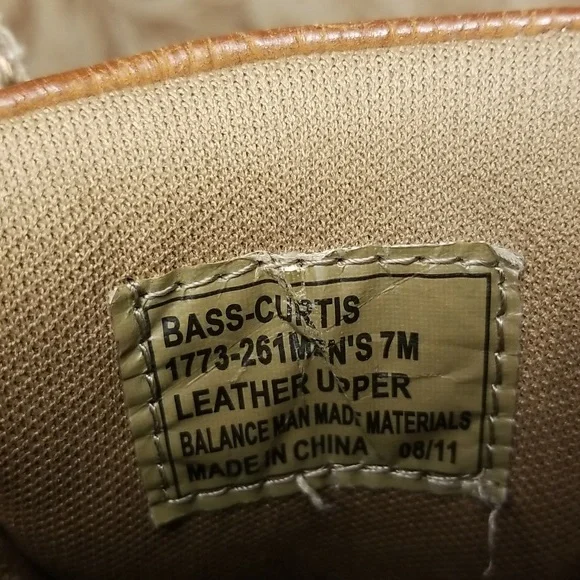 BASS-CURTIS
1773-261MEN'S 7M
LEATHER UPPER
BALANCE MAN MADE MATERIALS
MADE IN CHINA 08/11